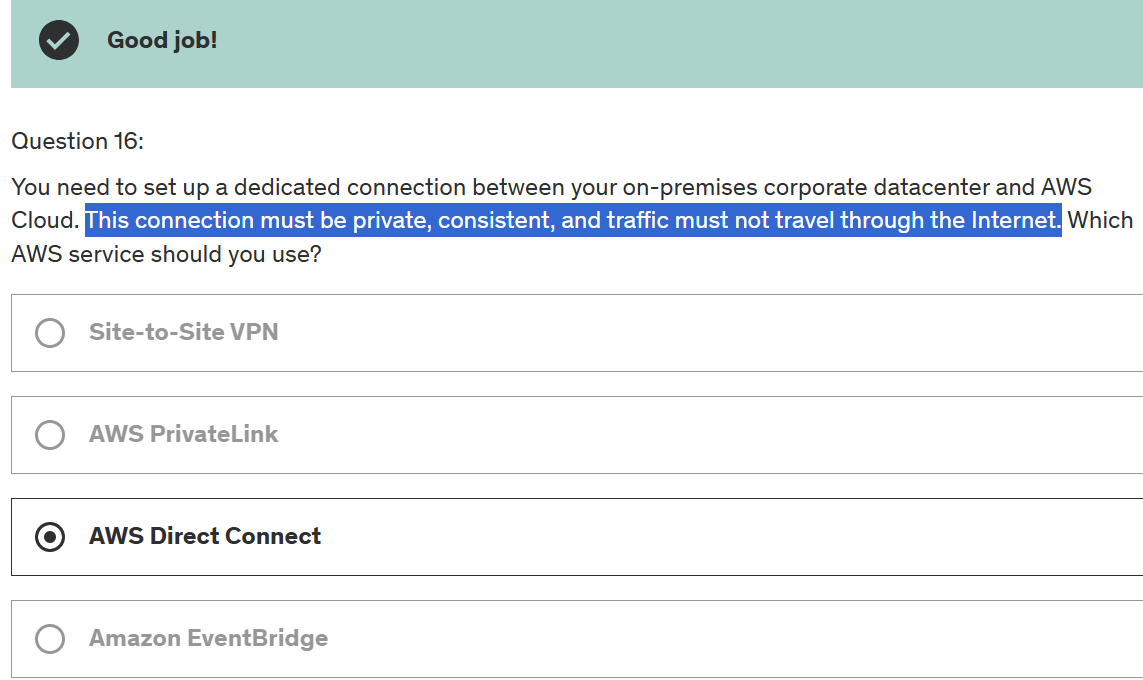 Good job!
Question 16:
You need to set up a dedicated connection between your on-premises corporate datacenter and AWS
Cloud. This connection must be private, consistent, and traffic must not travel through the Internet. Which
AWS service should you use?
Site-to-Site VPN
AWS PrivateLink
AWS Direct Connect
Amazon EventBridge